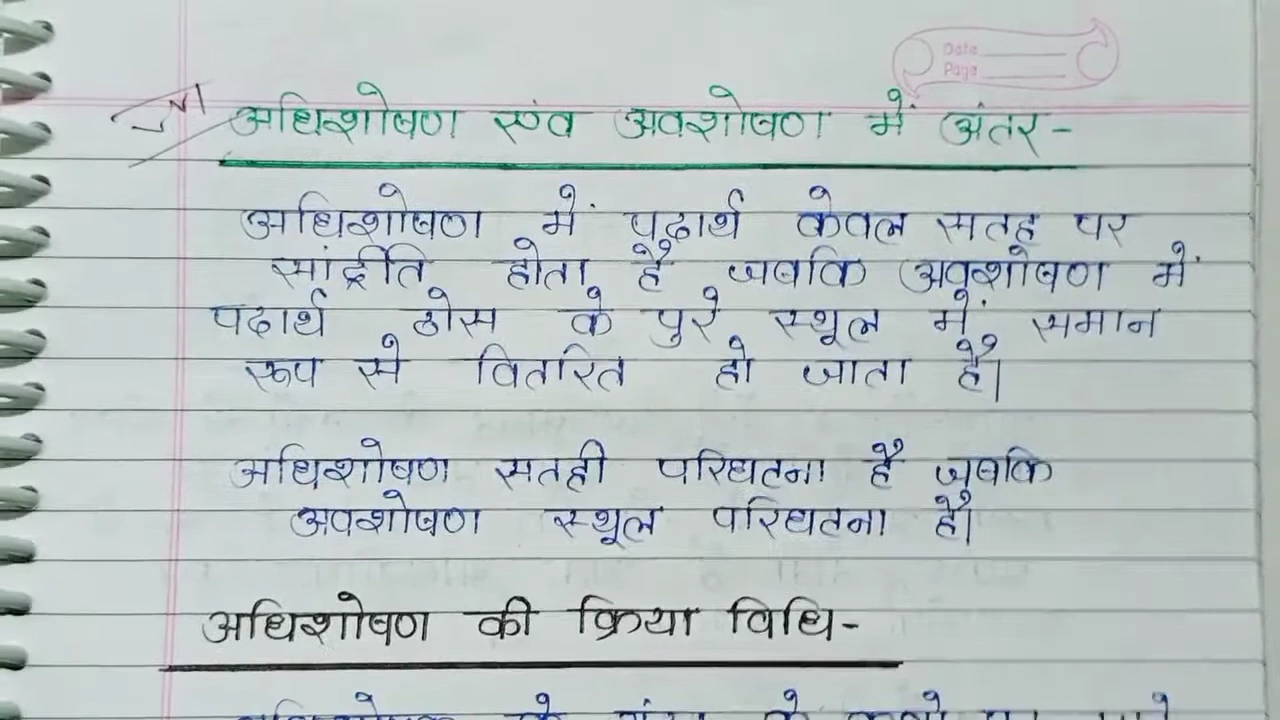 Date
Page
अधिशोषण एंव अवशोषण में अंतर-
अधिशोषण में पदार्थ केवल सतह पर
सांद्रीति होता है जबकि अवशोषण में
पदार्थ ठोस के पुरे स्थूल में समान
रूप से वितरित हो जाता है।
अधिशोषण सतही परिघटना है जबकि
अवशोषण स्थूल परिघटना है।
अधिशोषण की क्रिया विधि-